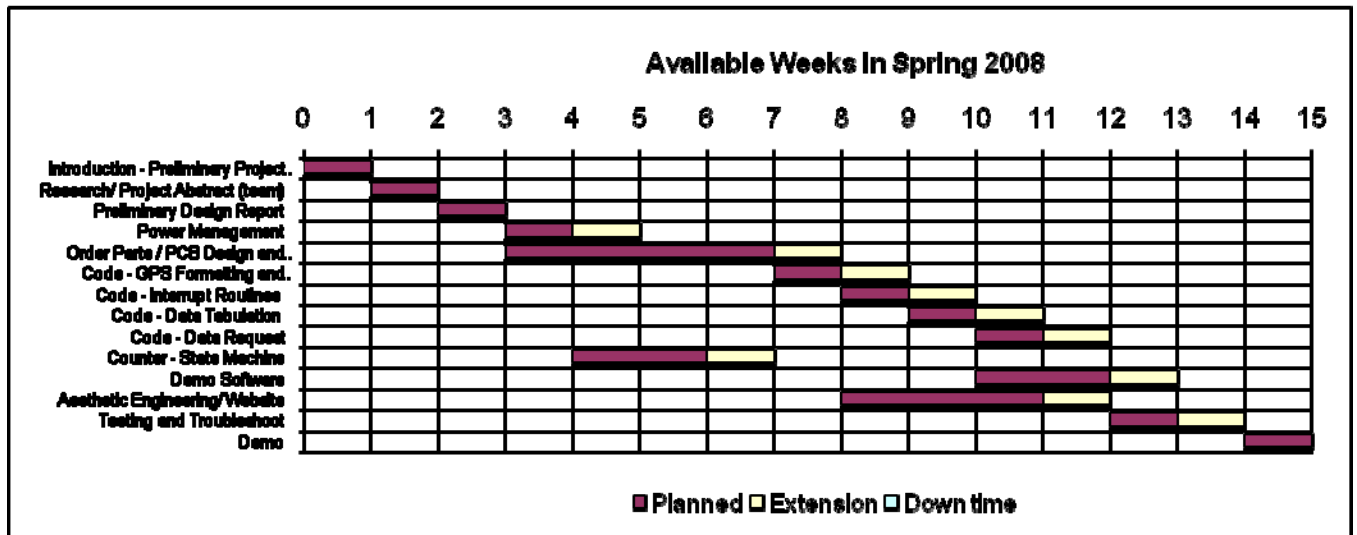 Available Weeks in Spring 2008
0 1 2 3 4 5 6 7 8 9 10 11 12 13 14 15
Introduction - Preliminary Project..
Research/ Project Abstract (team)
Preliminary Design Report
Power Management
Order Parts / PCB Design and..
Code - GPS Formatting and..
Code - Interrupt Routines
Code - Data Tabulation
Code - Data Request
Counter - State Machine
Demo Software
Aesthetic Engineering/Website
Testing and Troubleshoot
Demo
Planned Extension Down time